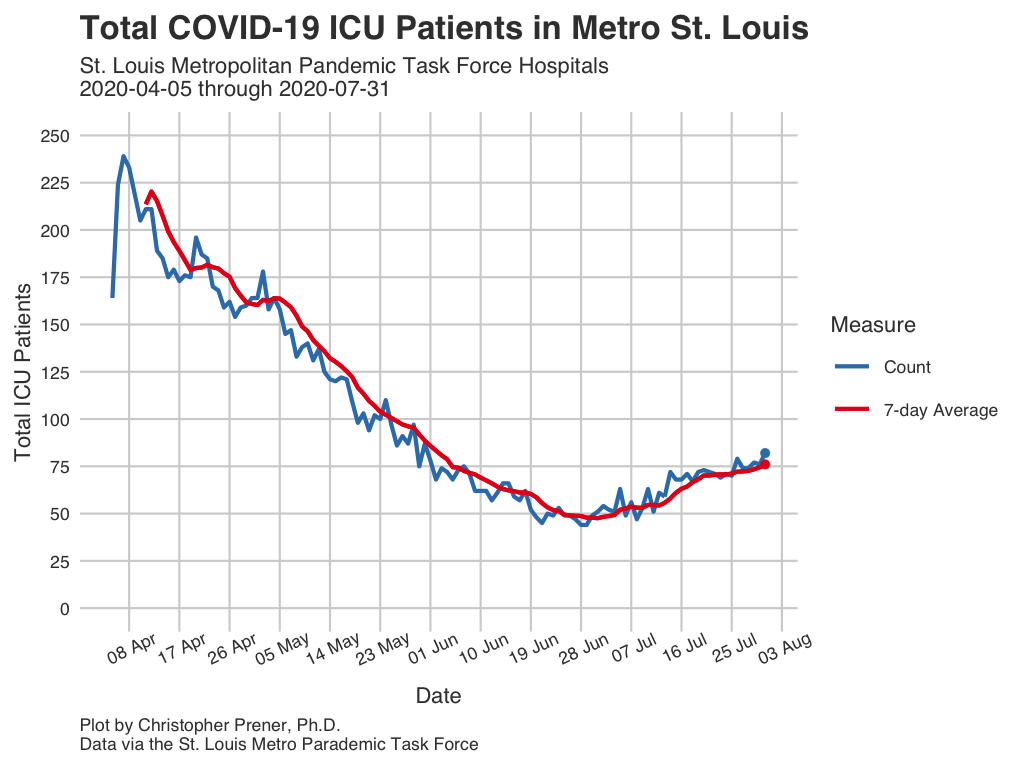 Total COVID-19 ICU Patients in Metro St. Louis
St. Louis Metropolitan Pandemic Task Force Hospitals
2020-04-05 through 2020-07-31
250
225
200
175
150
125
100
75
50
25
0
Total ICU Patients
08 Apr
17 Apr
26 Apr
05 May
14 May
23 May
01 Jun
10 Jun
19 Jun
28 Jun
07 Jul
16 Jul
25 Jul
03 Aug
Date
Measure
Count
7-day Average
Plot by Christopher Prener, Ph.D.
Data via the St. Louis Metro Parademic Task Force